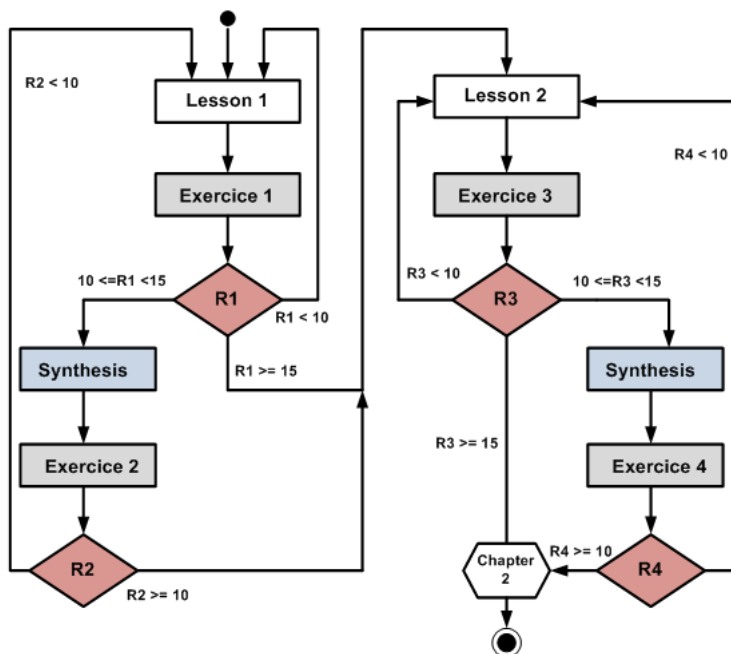 R2 < 10
Lesson 1
Lesson 2
R4 < 10
Exercice 1
Exercice 3
10 <=R1 <15
R1
R1 < 10
R3 < 10
R3
10 <=R3 <15
Synthesis
R1 >= 15
Synthesis
R3 >= 15
Exercice 2
Exercice 4
R2
R2 >= 10
Chapter
2
R4 >= 10
R4